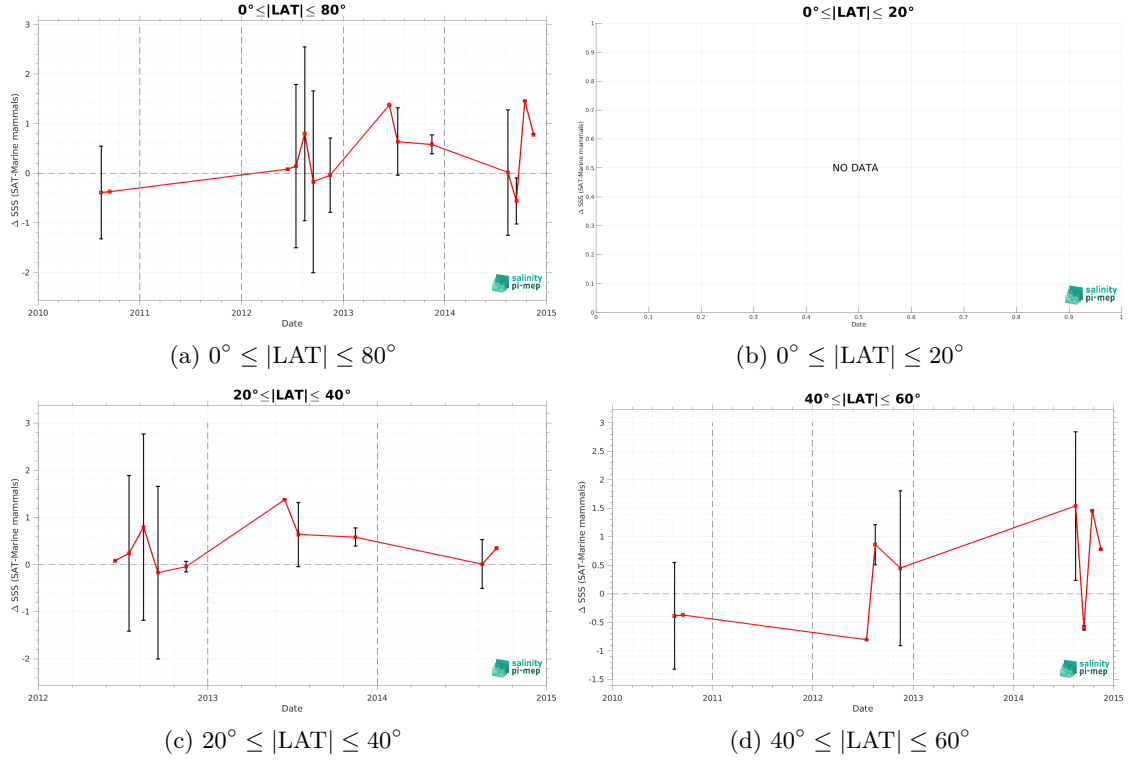 0°≤|LAT|≤ 80°
Δ SSS (SAT-Marine mammals)
3
2
1
0
-1
-2
2010 2011 2012 2013 2014 2015
Date
salinity
pi-mep
(a) 0° ≤ |LAT| ≤ 80°
0°≤|LAT|≤ 20°
Δ SSS (SAT-Marine mammals)
1
0.9
0.8
0.7
0.6
0.5
0.4
0.3
0.2
0.1
0
NO DATA
0 0.1 0.2 0.3 0.4 0.5 0.6 0.7 0.8 0.9 1
Date
salinity
pi-mep
(b) 0° ≤ |LAT| ≤ 20°
20°≤|LAT|≤ 40°
Δ SSS (SAT-Marine mammals)
3
2
1
0
-1
-2
2012 2013 2014 2015
Date
salinity
pi-mep
(c) 20° ≤ |LAT| ≤ 40°
40°≤|LAT|≤ 60°
Δ SSS (SAT-Marine mammals)
3
2.5
2
1.5
1
0.5
0
-0.5
-1
-1.5
2010 2011 2012 2013 2014 2015
Date
salinity
pi-mep
(d) 40° ≤ |LAT| ≤ 60°